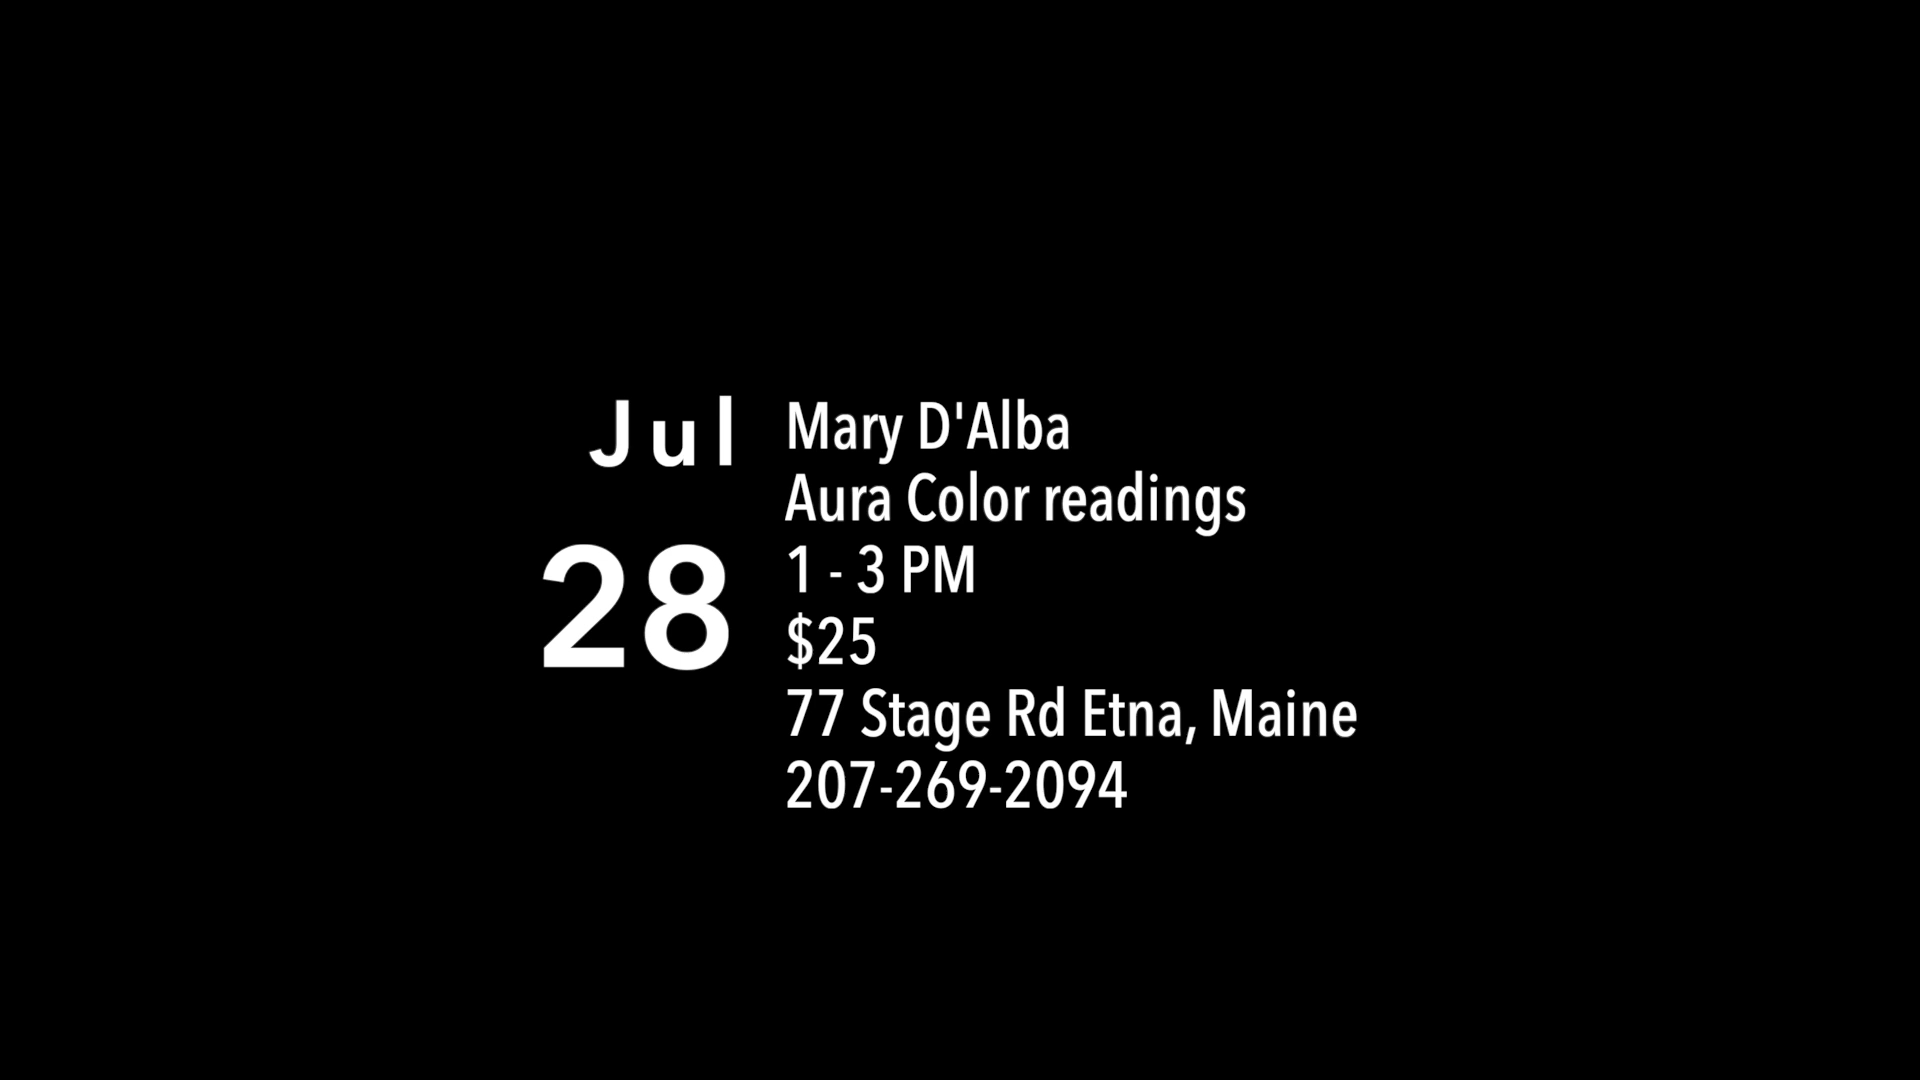 Jul
28
Mary D'Alba
Aura Color readings
1 - 3 PM
$25
77 Stage Rd Etna, Maine
207-269-2094